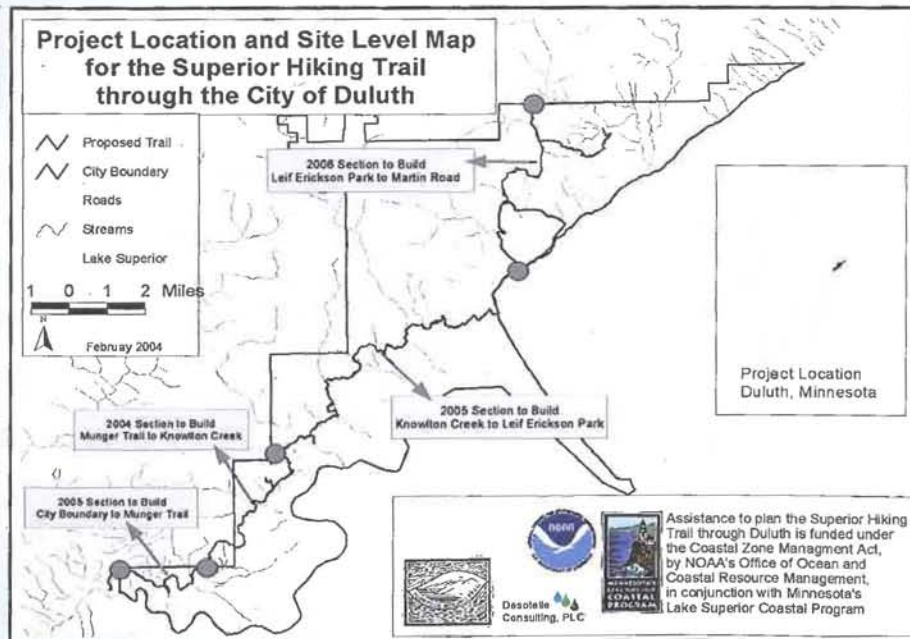 Project Location and Site Level Map
for the Superior Hiking Trail
through the City of Duluth
Proposed Trail
City Boundary
Roads
Streams
Lake Superior
1 0 1 2 Miles
N
Februay 2004
2006 Section to Build
Leif Erickson Park to Martin Road
Project Location
Duluth, Minnesota
2005 Section to Build
Knowlton Creek to Leif Erickson Park
2004 Section to Build
Munger Trail to Knowlton Creek
2005 Section to Build
City Boundary to Munger Trail
noaa
Desotelle
Consulting, PLC
MINNESOTA'S
LAKE SUPERIOR
COASTAL
PROGRAM
Assistance to plan the Superior Hiking
Trail through Duluth is funded under
the Coastal Zone Managment Act,
by NOAA's Office of Ocean and
Coastal Resource Management,
in conjunction with Minnesota's
Lake Superior Coastal Program